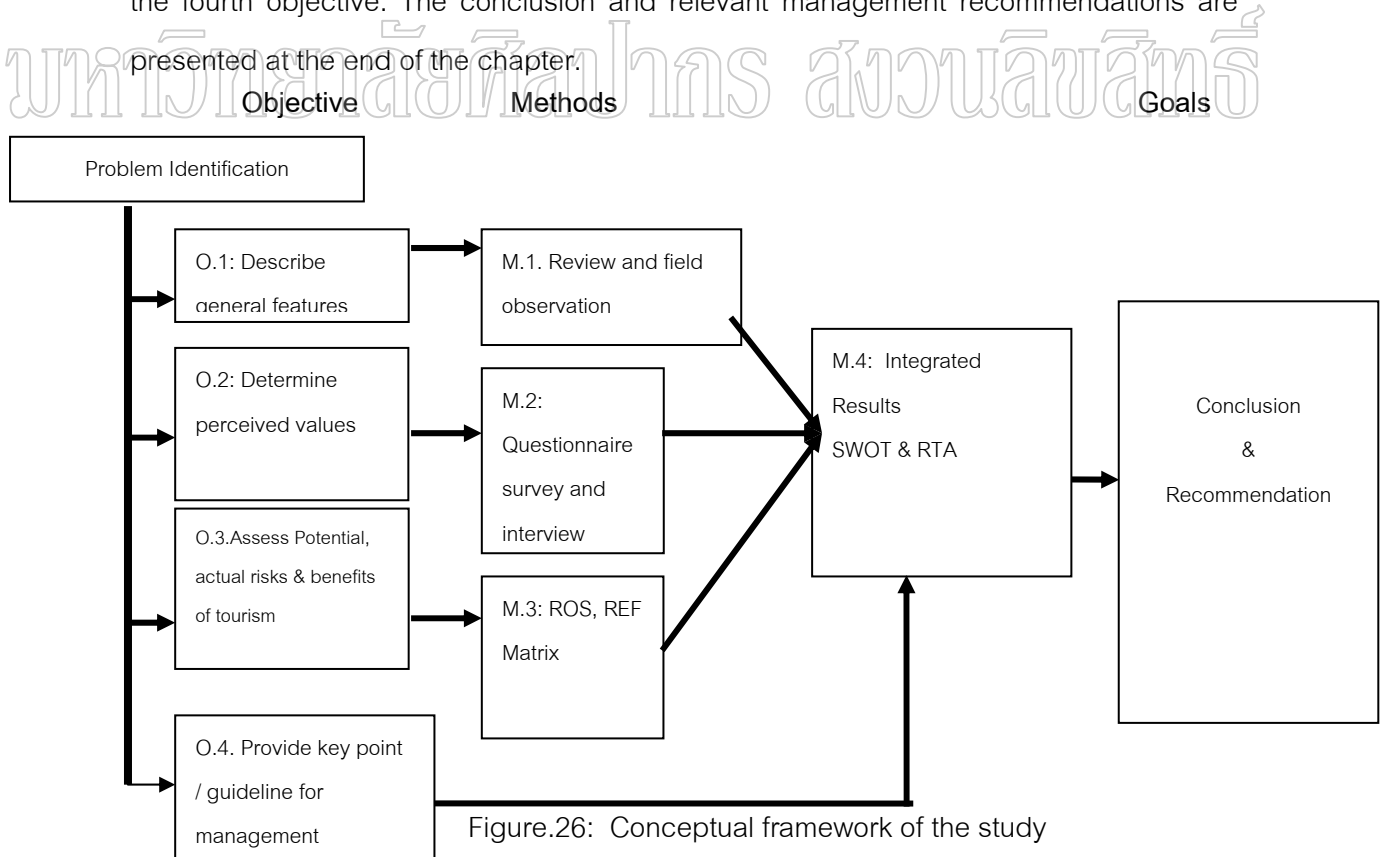 the fourth objective. The conclusion and relevant management recommendations are
presented at the end of the chapter.
มหาวิทยาลัยศิลปากร สงวนลิขสิทธิ์
Objective Methods Goals
Problem Identification
O.1: Describe
general features
M.1. Review and field
observation
O.2: Determine
perceived values
M.2:
Questionnaire
survey and
interview
O.3.Assess Potential,
actual risks & benefits
of tourism
M.3: ROS, REF
Matrix
O.4. Provide key point
/ guideline for
management
M.4: Integrated
Results
SWOT & RTA
Conclusion
&
Recommendation
Figure.26: Conceptual framework of the study